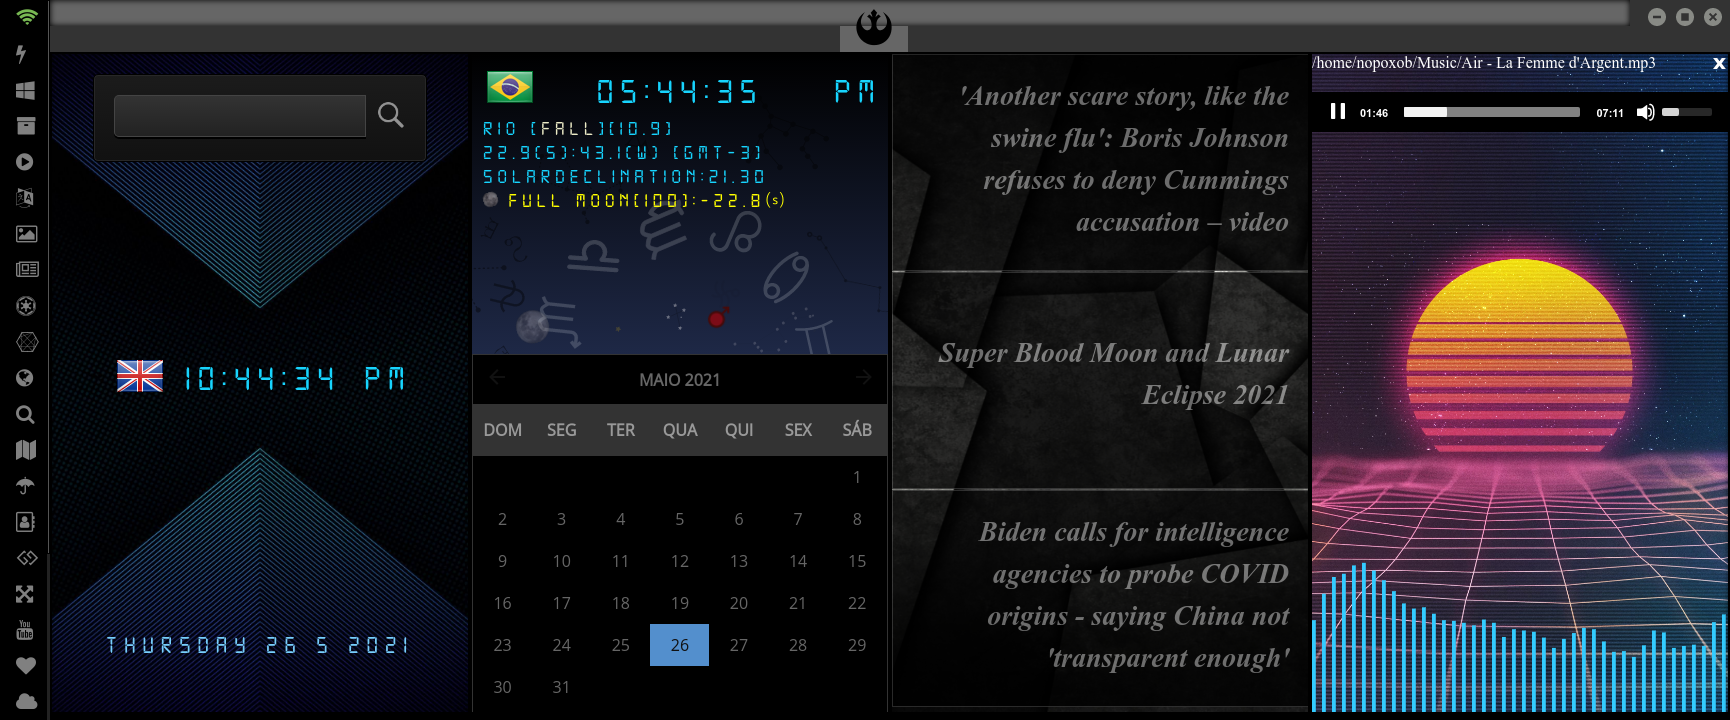 10:44:34 PM
THURSDAY 26 5 2021
05:44:35 PM
RIO [FALL][10.9]
22.9(S):43.1(W) [GMT-3]
SOLARDECLINATION:21.30
FULL MOON[100]:-22.8(s)
MAIO 2021
DOM SEG TER QUA QUI SEX SÁB
1
2 3 4 5 6 7 8
9 10 11 12 13 14 15
16 17 18 19 20 21 22
23 24 25 26 27 28 29
30 31
'Another scare story, like the
swine flu': Boris Johnson
refuses to deny Cummings
accusation – video
Super Blood Moon and Lunar
Eclipse 2021
Biden calls for intelligence
agencies to probe COVID
origins - saying China not
'transparent enough'
/home/nopoxob/Music/Air - La Femme d'Argent.mp3
x
01:46 07:11
You
Tube